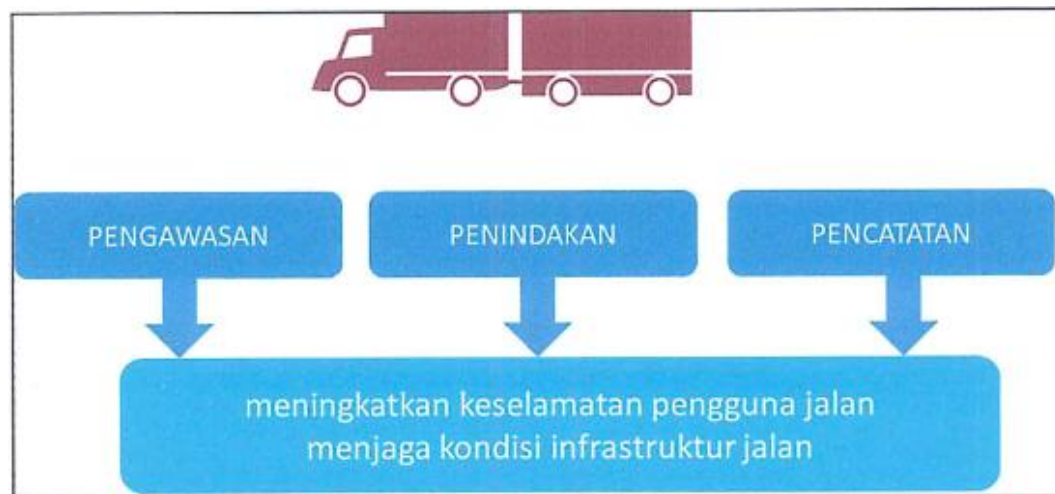 PENGAWASAN
PENINDAKAN
PENCATATAN
meningkatkan keselamatan pengguna jalan
menjaga kondisi infrastruktur jalan